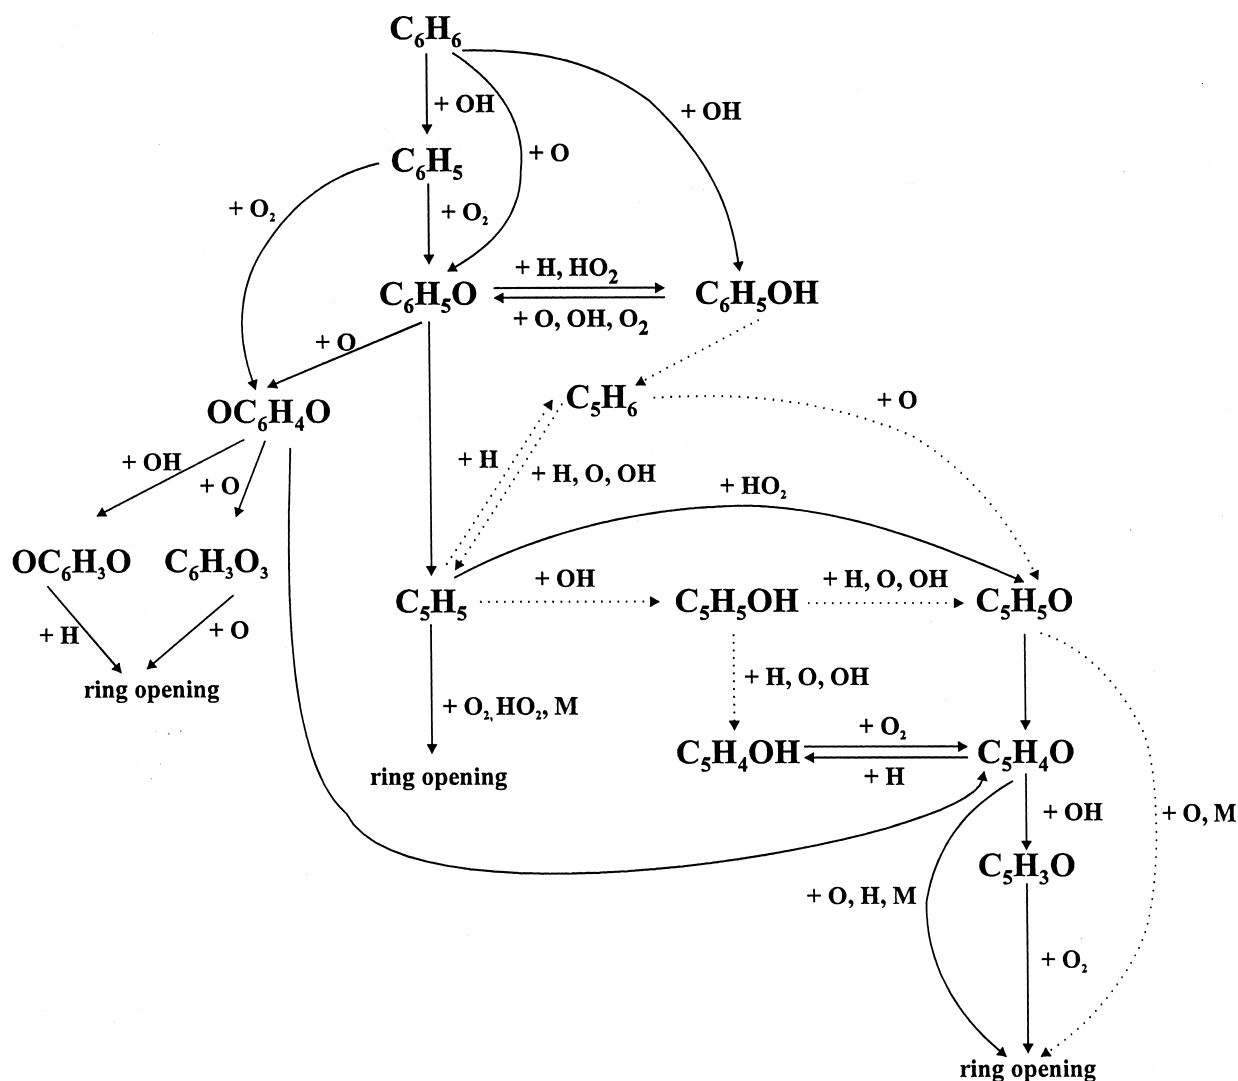 C₆H₆
+ OH
+ OH
+ O
C₆H₅
+ O₂
+ O₂
+ H, HO₂
C₆H₅O
C₆H₅OH
+ O, OH, O₂
+ O
C₅H₆
+ O
OC₆H₄O
+ OH
+ O
+ H
+ H, O, OH
+ HO₂
OC₆H₃O
C₆H₃O₃
+ OH
+ H, O, OH
C₅H₅
C₅H₅OH
C₅H₅O
+ H
+ O
ring opening
+ H, O, OH
+ O₂, HO₂, M
+ O₂
C₅H₄OH
C₅H₄O
+ H
ring opening
+ OH
+ O, M
C₅H₃O
+ O, H, M
+ O₂
ring opening